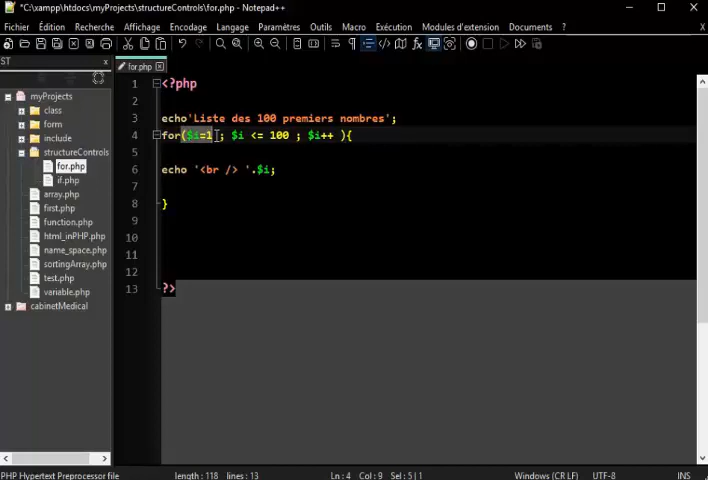 *C:\xampp\htdocs\myProjects\structureControls\for.php - Notepad++
Fichier Édition Recherche Affichage Encodage Langage Paramètres Outils Macro Exécution Modules d'extension Documents ? X
ST x
for.php
myProjects
class
form
include
structureControls
for.php
if.php
array.php
first.php
function.php
html_inPHP.php
name_space.php
sortingArray.php
test.php
variable.php
cabinetMedical
1 <?php
2
3 echo'Liste des 100 premiers nombres';
4 for($i=1 ; $i <= 100 ; $i++ ){
5
6 echo '<br /> '.$i;
7
8 }
9
10
11
12
13 ?>
PHP Hypertext Preprocessor file length : 118 lines : 13 Ln : 4 Col : 9 Sel : 5 | 1 Windows (CR LF) UTF-8 INS